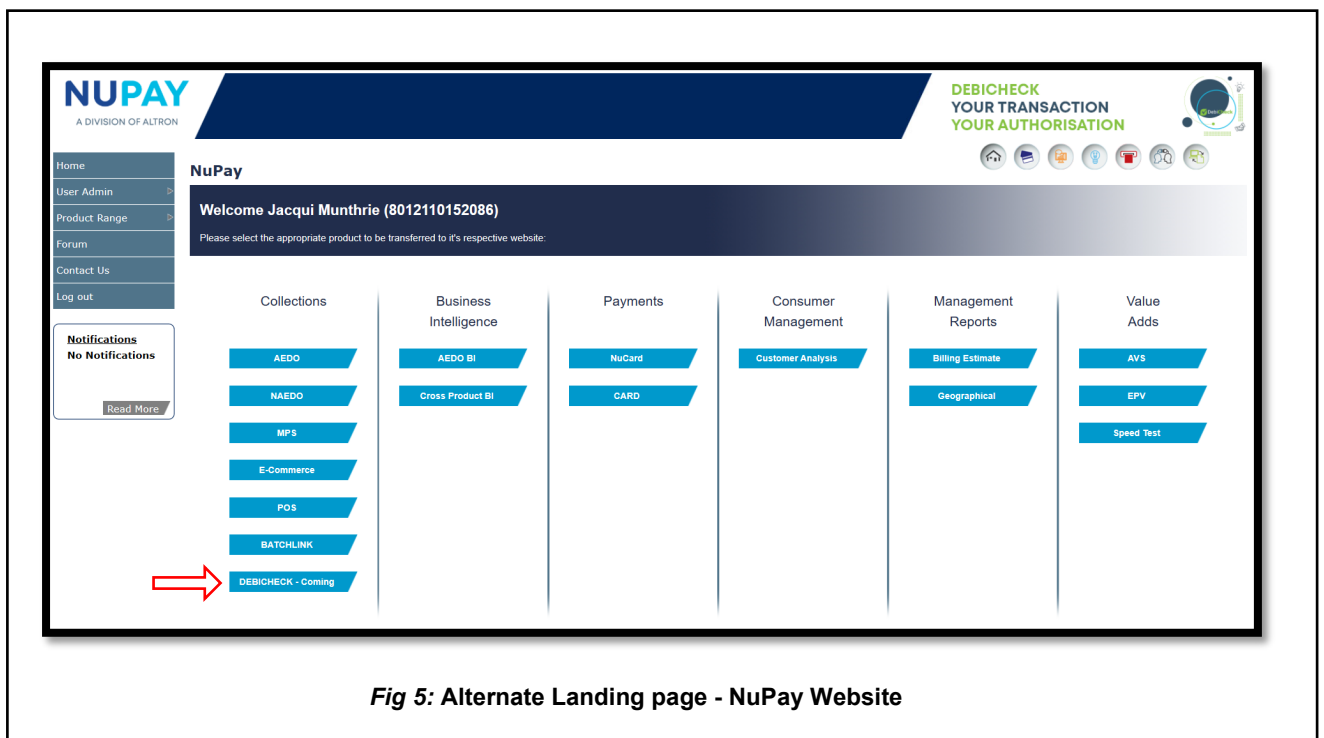 NUPAY
A DIVISION OF ALTRON
DEBICHECK
YOUR TRANSACTION
YOUR AUTHORISATION
Home
User Admin
Product Range
Forum
Contact Us
Log out
Notifications
No Notifications
Read More
NuPay
Welcome Jacqui Munthrie (8012110152086)
Please select the appropriate product to be transferred to it's respective website:
Collections
AEDO
NAEDO
MPS
E-Commerce
POS
BATCHLINK
DEBICHECK - Coming
Business
Intelligence
AEDO BI
Cross Product BI
Payments
NuCard
CARD
Consumer
Management
Customer Analysis
Management
Reports
Billing Estimate
Geographical
Value
Adds
AVS
EPV
Speed Test
Fig 5: Alternate Landing page - NuPay Website